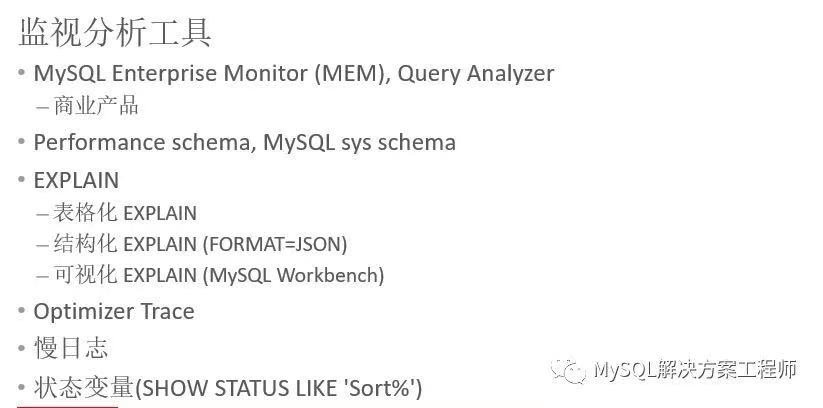 监视分析工具
• MySQL Enterprise Monitor (MEM), Query Analyzer
– 商业产品
• Performance schema, MySQL sys schema
• EXPLAIN
– 表格化 EXPLAIN
– 结构化 EXPLAIN (FORMAT=JSON)
– 可视化 EXPLAIN (MySQL Workbench)
• Optimizer Trace
• 慢日志
• 状态变量(SHOW STATUS LIKE 'Sort%')
MySQL解决方案工程师